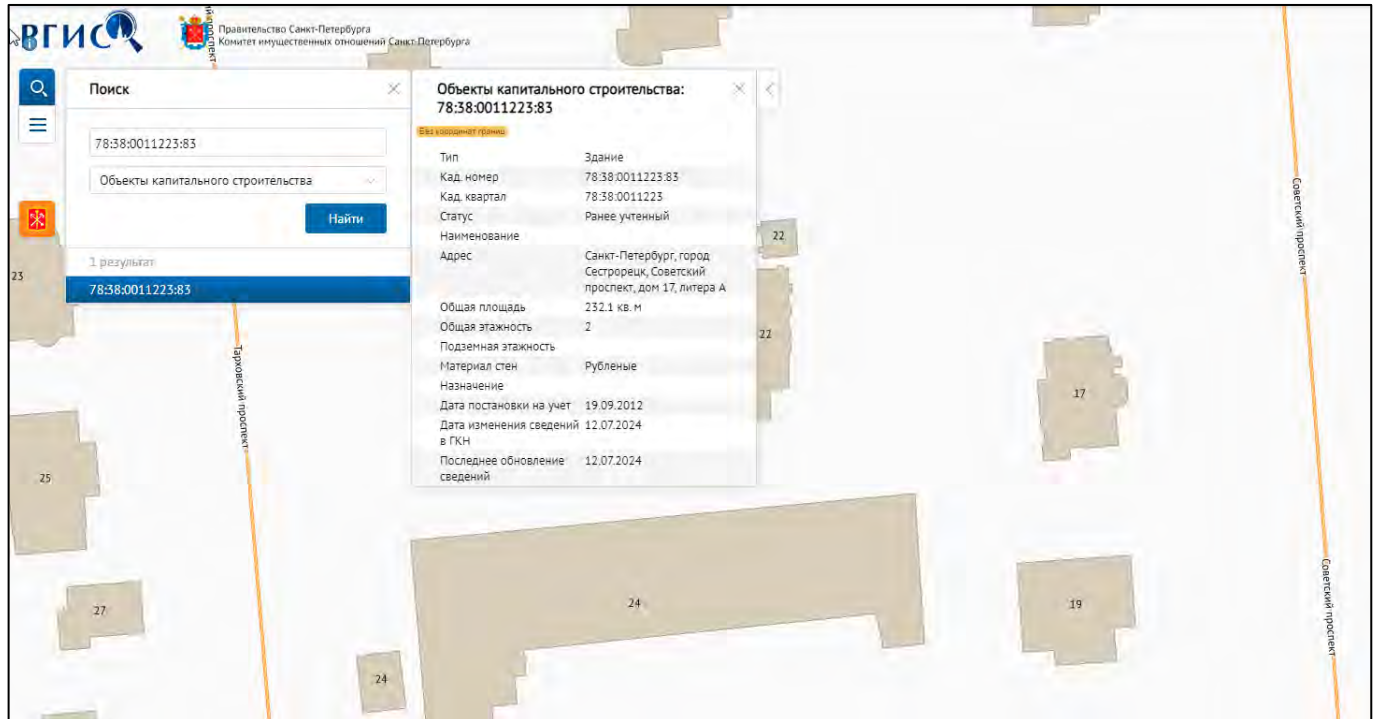 ВГИС
Правительство Санкт-Петербурга
Комитет имущественных отношений Санкт-Петербурга
проспект
Поиск
78:38:0011223:83
Объекты капитального строительства
Найти
1 результат
78:38:0011223:83
Объекты капитального строительства:
78:38:0011223:83
Без координат границ
Тип Здание
Кад. номер 78:38:0011223:83
Кад. квартал 78:38:0011223
Статус Ранее учтенный
Наименование
Адрес Санкт-Петербург, город
Сестрорецк, Советский
проспект, дом 17, литера А
Общая площадь 232.1 кв. м
Общая этажность 2
Подземная этажность
Материал стен Рубленые
Назначение
Дата постановки на учет 19.09.2012
Дата изменения сведений 12.07.2024
в ГКН
Последнее обновление 12.07.2024
сведений
23
22
22
Советский проспект
Тарховский проспект
17
25
27
24
24
19
Советский проспект